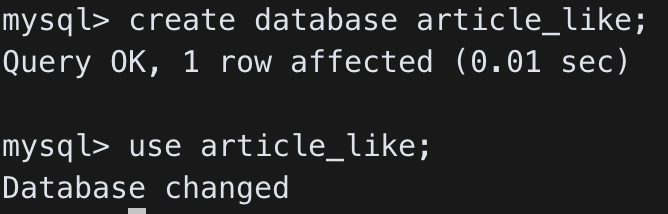 mysql> create database article_like;
Query OK, 1 row affected (0.01 sec)
mysql> use article_like;
Database changed